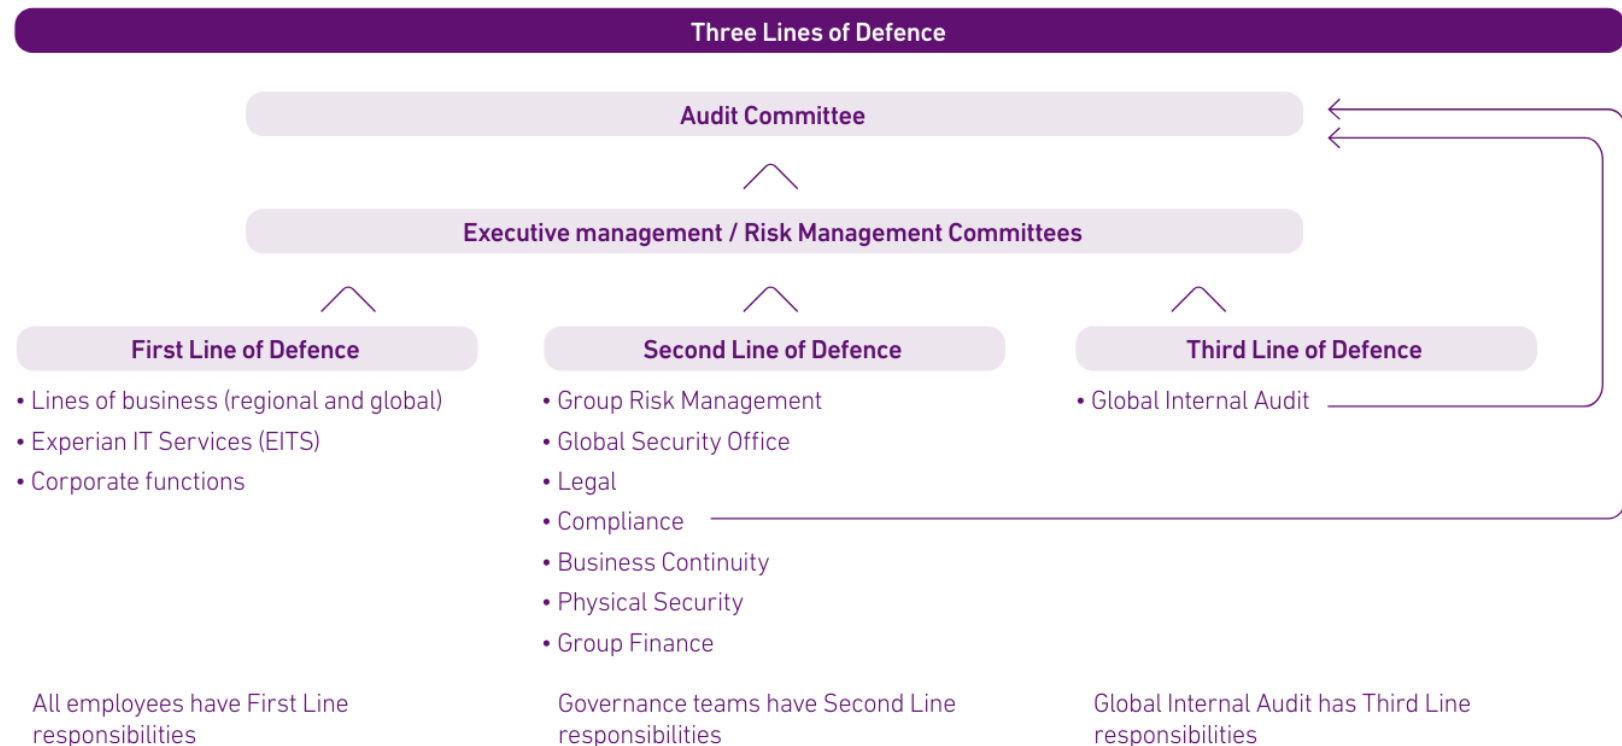 Three Lines of Defence
Audit Committee
Executive management / Risk Management Committees
First Line of Defence
• Lines of business (regional and global)
• Experian IT Services (EITS)
• Corporate functions
All employees have First Line
responsibilities
Second Line of Defence
• Group Risk Management
• Global Security Office
• Legal
• Compliance
• Business Continuity
• Physical Security
• Group Finance
Governance teams have Second Line
responsibilities
Third Line of Defence
• Global Internal Audit
Global Internal Audit has Third Line
responsibilities